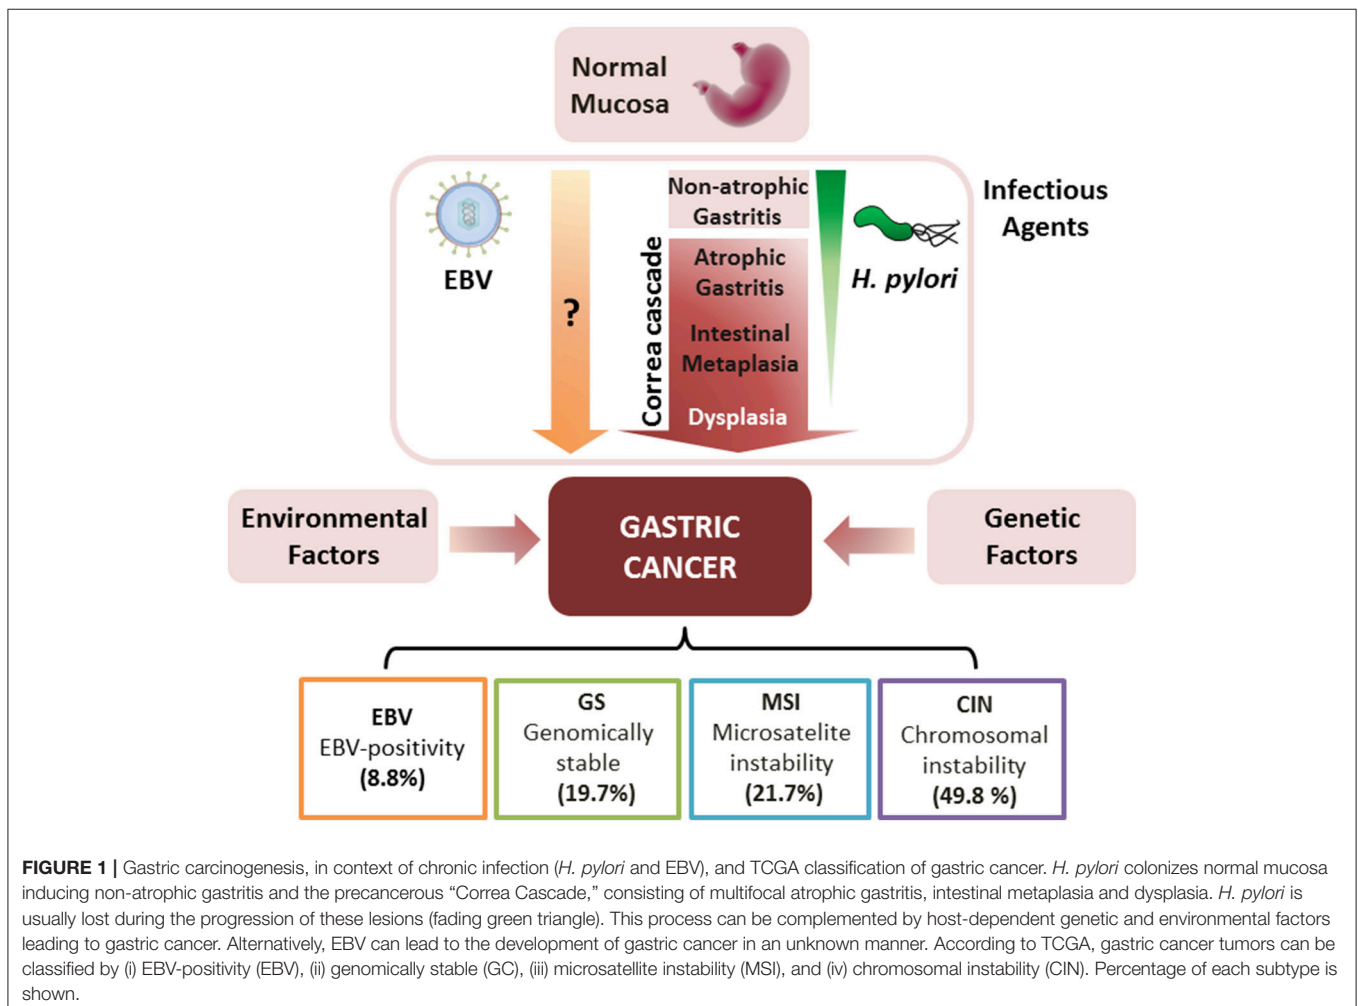 Normal
Mucosa
EBV
?
Correa cascade
Non-atrophic
Gastritis
Atrophic
Gastritis
Intestinal
Metaplasia
Dysplasia
H. pylori
Infectious
Agents
Environmental
Factors
GASTRIC
CANCER
Genetic
Factors
EBV
EBV-positivity
(8.8%)
GS
Genomically
stable
(19.7%)
MSI
Microsatelite
instability
(21.7%)
CIN
Chromosomal
instability
(49.8 %)
FIGURE 1 | Gastric carcinogenesis, in context of chronic infection (H. pylori and EBV), and TCGA classification of gastric cancer. H. pylori colonizes normal mucosa
inducing non-atrophic gastritis and the precancerous “Correa Cascade,” consisting of multifocal atrophic gastritis, intestinal metaplasia and dysplasia. H. pylori is
usually lost during the progression of these lesions (fading green triangle). This process can be complemented by host-dependent genetic and environmental factors
leading to gastric cancer. Alternatively, EBV can lead to the development of gastric cancer in an unknown manner. According to TCGA, gastric cancer tumors can be
classified by (i) EBV-positivity (EBV), (ii) genomically stable (GC), (iii) microsatellite instability (MSI), and (iv) chromosomal instability (CIN). Percentage of each subtype is
shown.